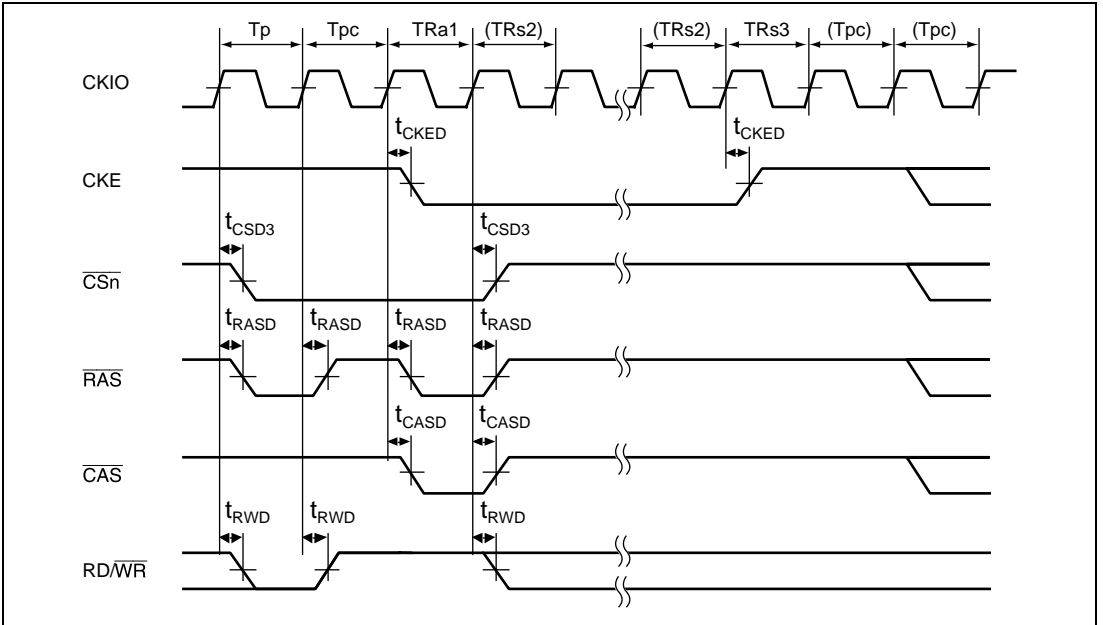 Tp Tpc TRa1 (TRs2) (TRs2) TRs3 (Tpc) (Tpc)
CKIO
tCKED tCKED
CKE
tCSD3 tCSD3
CSn
tRASD tRASD tRASD tRASD
RAS
tCASD tCASD
CAS
tRWD tRWD tRWD
RD/WR